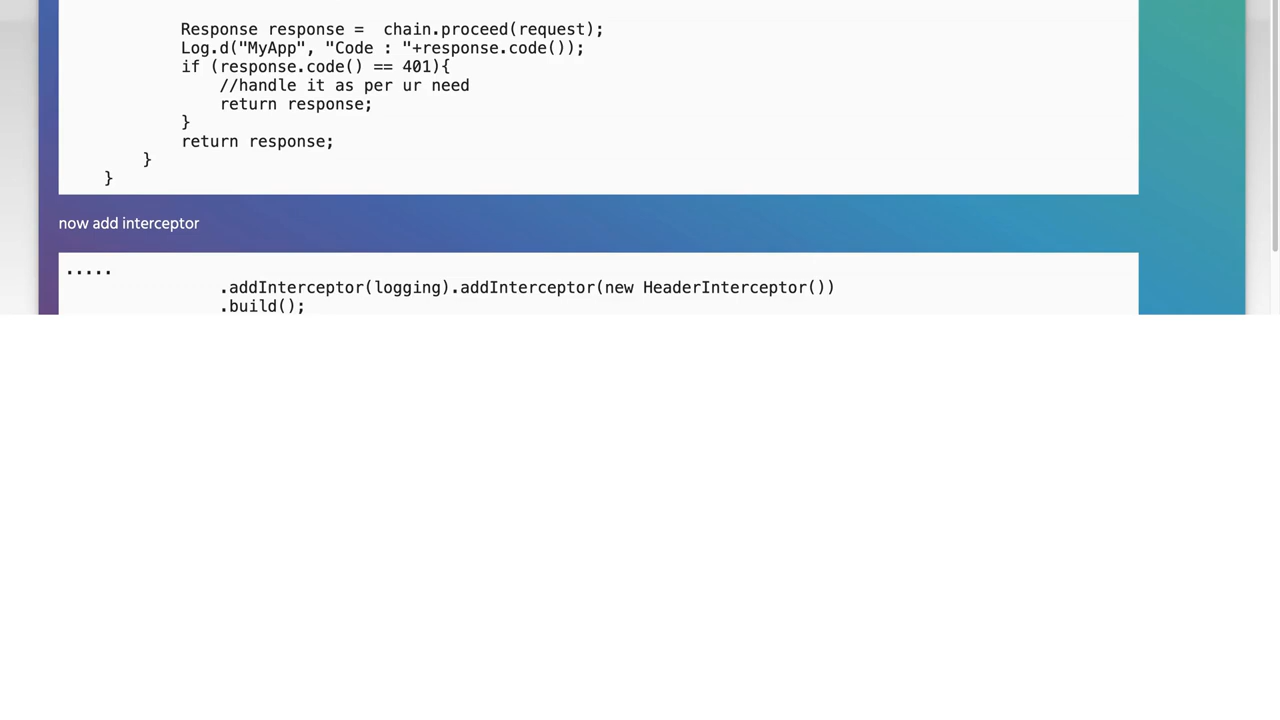 Response response =  chain.proceed(request);
Log.d("MyApp", "Code : "+response.code());
if (response.code() == 401){
//handle it as per ur need
return response;
}
return response;
}
}
now add interceptor
.....
.addInterceptor(logging).addInterceptor(new HeaderInterceptor())
.build();